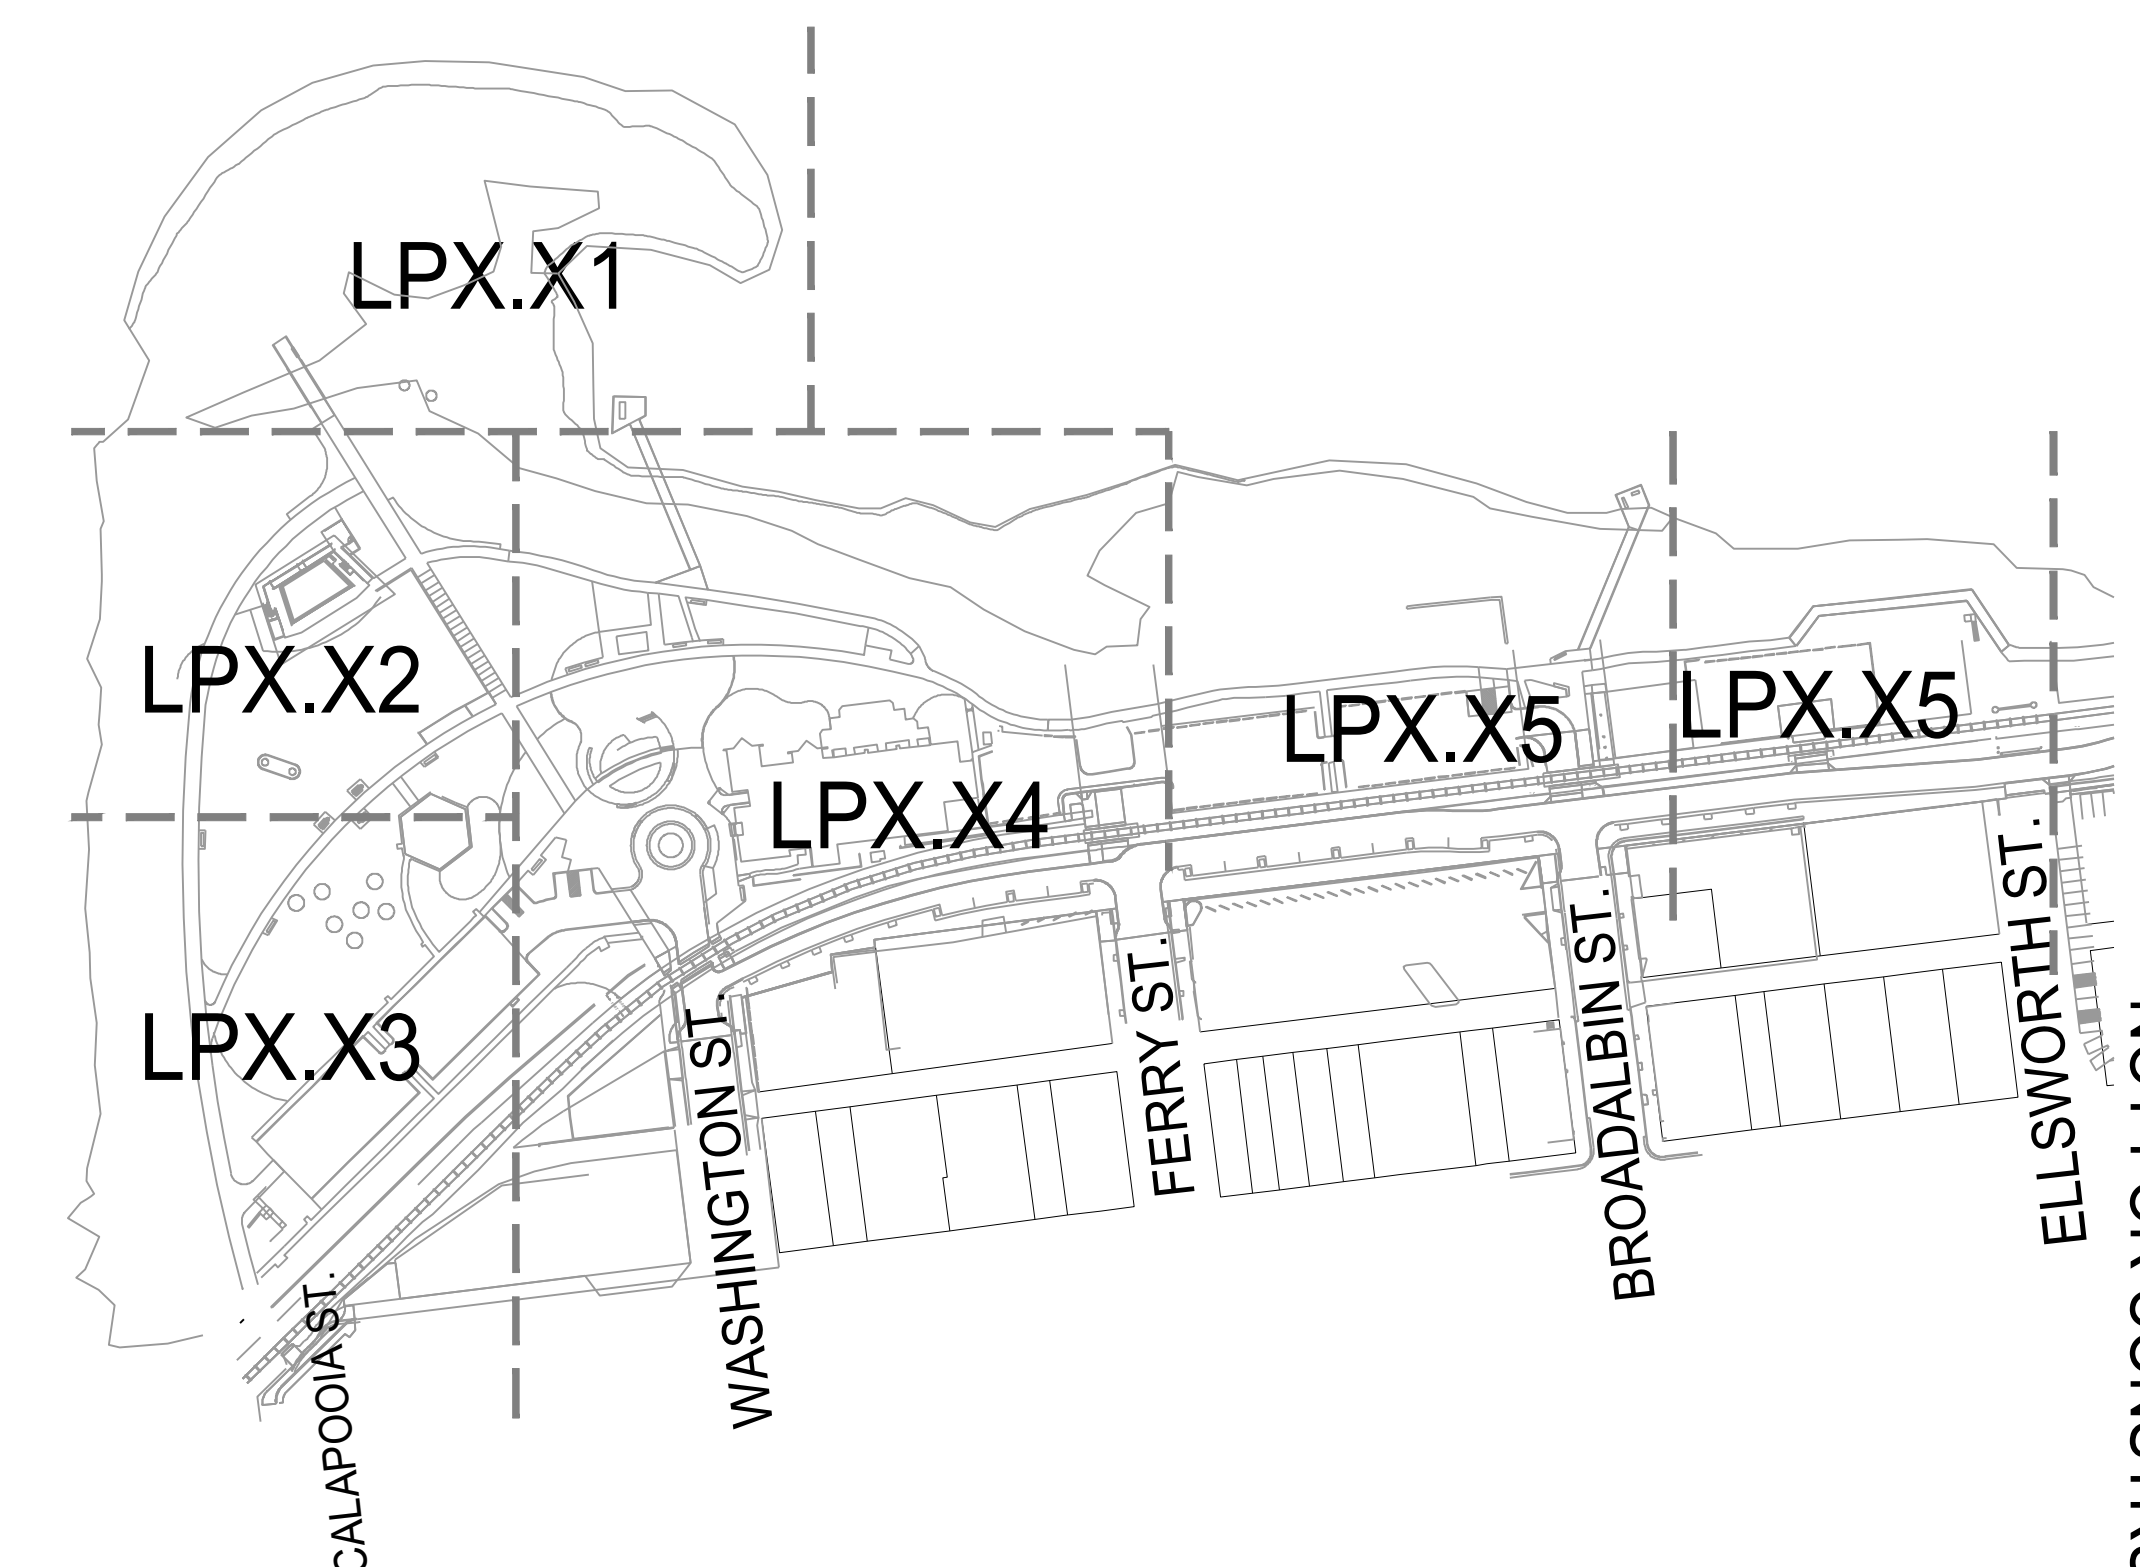 LPX.X1
LPX.X2
LPX.X5
LPX.X5
LPX.X4
LPX.X3
CALAPOOIA ST.
WASHINGTON ST.
FERRY ST.
BROADALBIN ST.
ELLSWORTH ST.